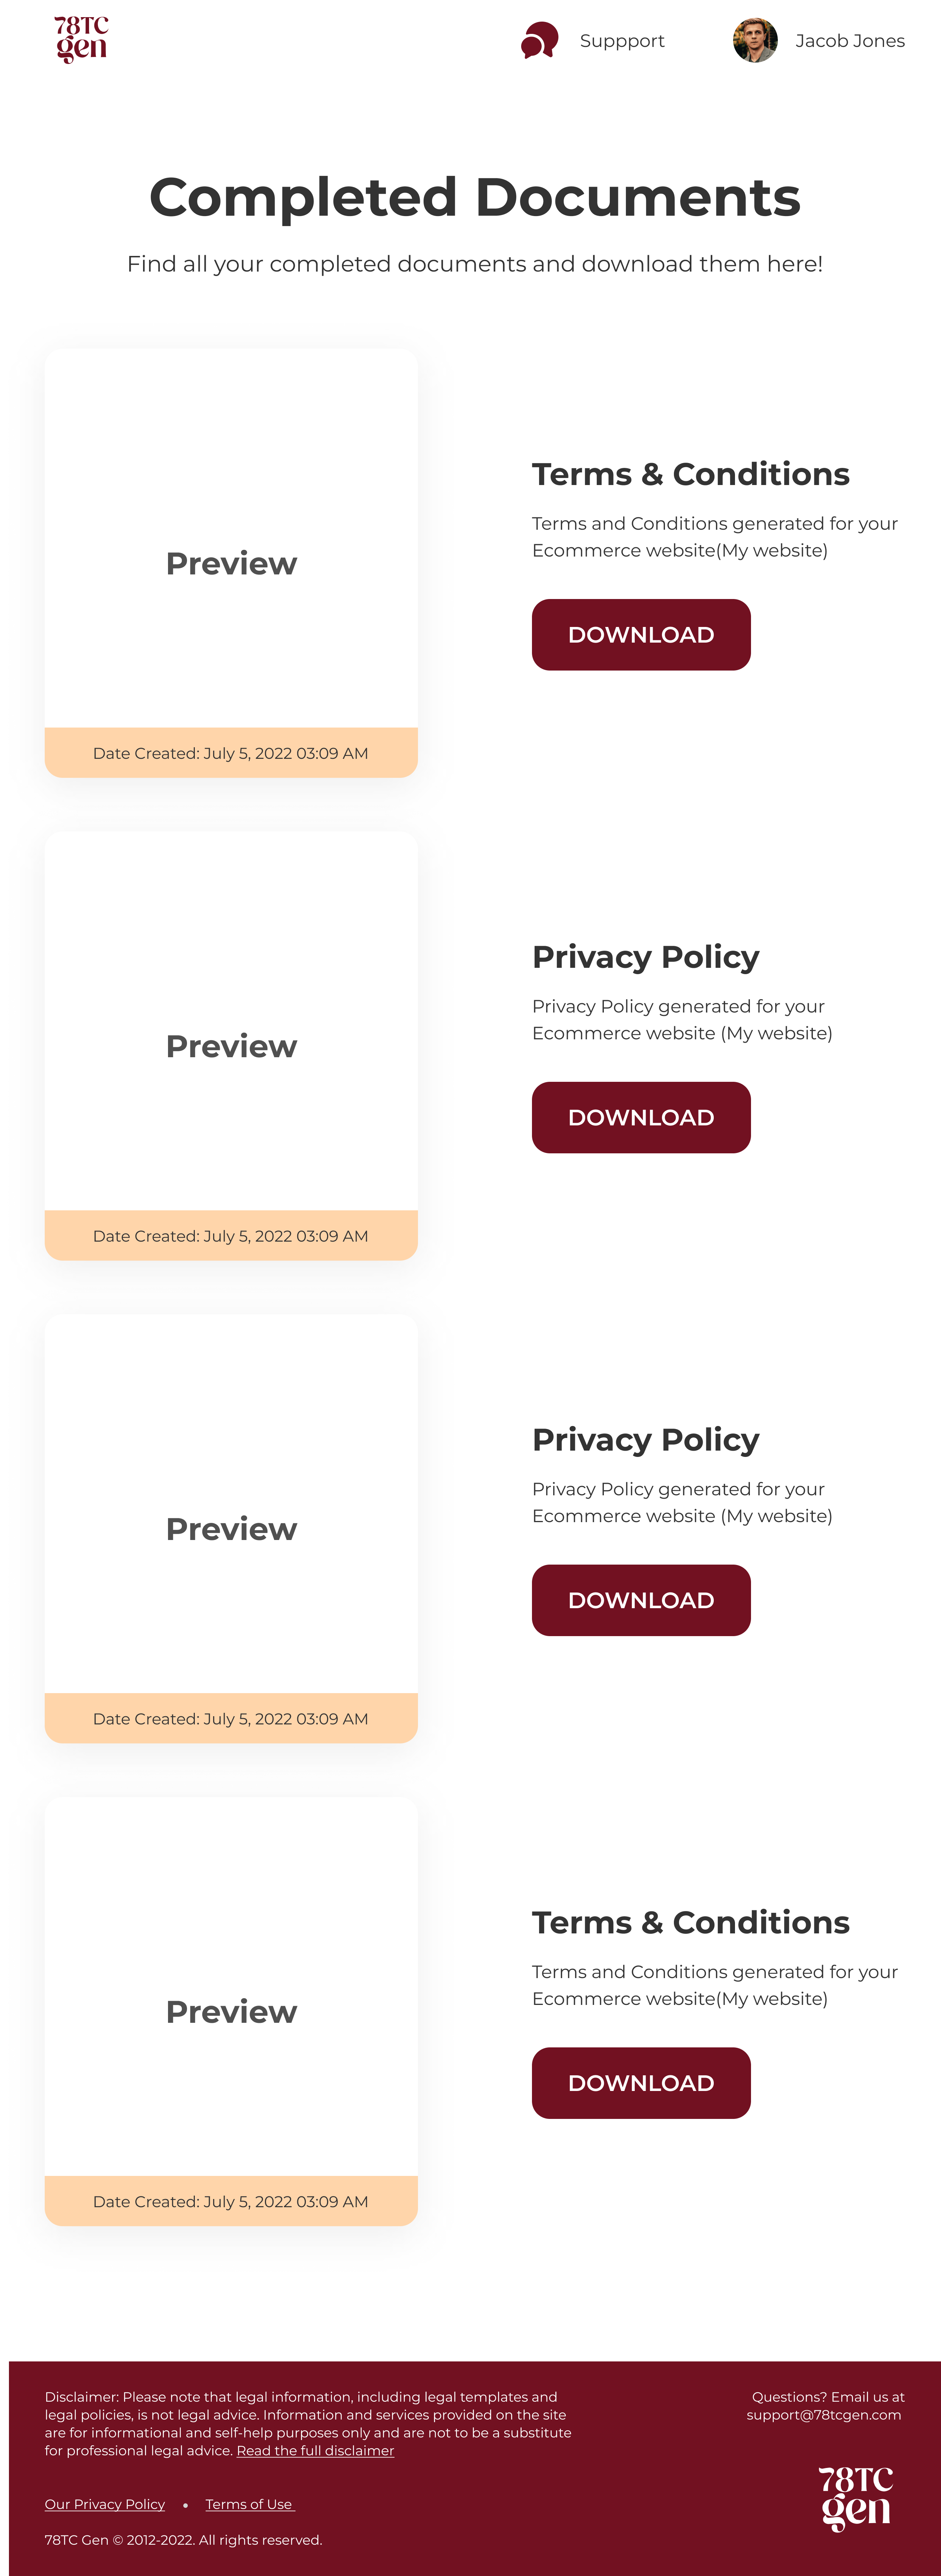 78TC
gen
Suppport
Jacob Jones
Completed Documents
Find all your completed documents and download them here!
Preview
Date Created: July 5, 2022 03:09 AM
Terms & Conditions
Terms and Conditions generated for your
Ecommerce website(My website)
DOWNLOAD
Preview
Date Created: July 5, 2022 03:09 AM
Privacy Policy
Privacy Policy generated for your
Ecommerce website (My website)
DOWNLOAD
Preview
Date Created: July 5, 2022 03:09 AM
Privacy Policy
Privacy Policy generated for your
Ecommerce website (My website)
DOWNLOAD
Preview
Date Created: July 5, 2022 03:09 AM
Terms & Conditions
Terms and Conditions generated for your
Ecommerce website(My website)
DOWNLOAD
Disclaimer: Please note that legal information, including legal templates and
legal policies, is not legal advice. Information and services provided on the site
are for informational and self-help purposes only and are not to be a substitute
for professional legal advice. Read the full disclaimer
Our Privacy Policy • Terms of Use
78TC Gen © 2012-2022. All rights reserved.
Questions? Email us at
support@78tcgen.com
78TC
gen